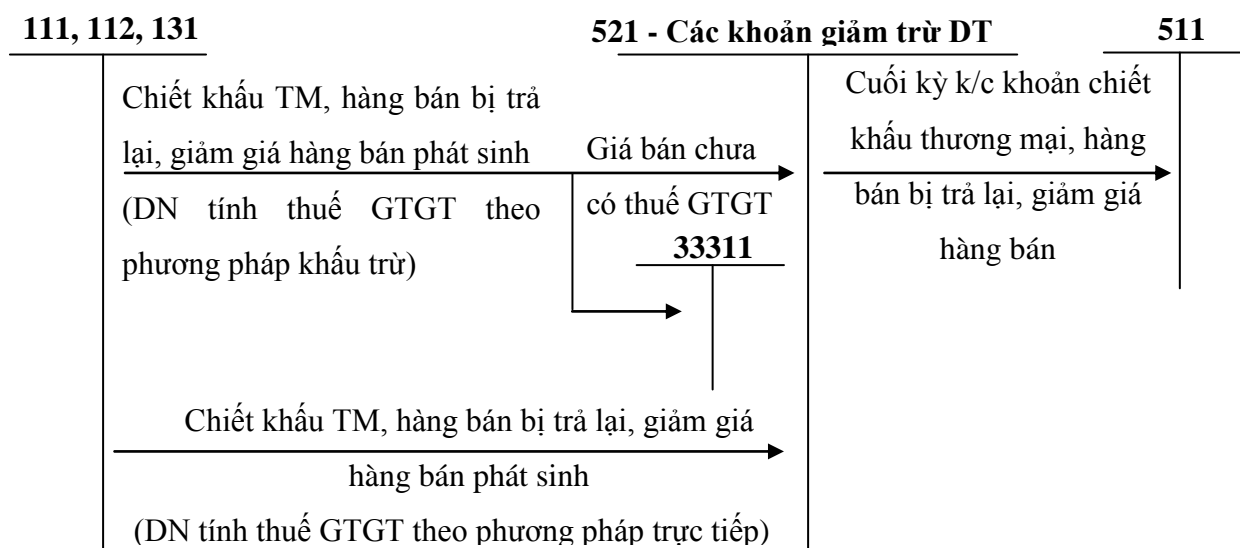 111, 112, 131
521 - Các khoản giảm trừ DT
511
Chiết khấu TM, hàng bán bị trả
lại, giảm giá hàng bán phát sinh
(DN tính thuế GTGT theo
phương pháp khấu trừ)
Giá bán chưa
có thuế GTGT
33311
Cuối kỳ k/c khoản chiết
khấu thương mại, hàng
bán bị trả lại, giảm giá
hàng bán
Chiết khấu TM, hàng bán bị trả lại, giảm giá
hàng bán phát sinh
(DN tính thuế GTGT theo phương pháp trực tiếp)